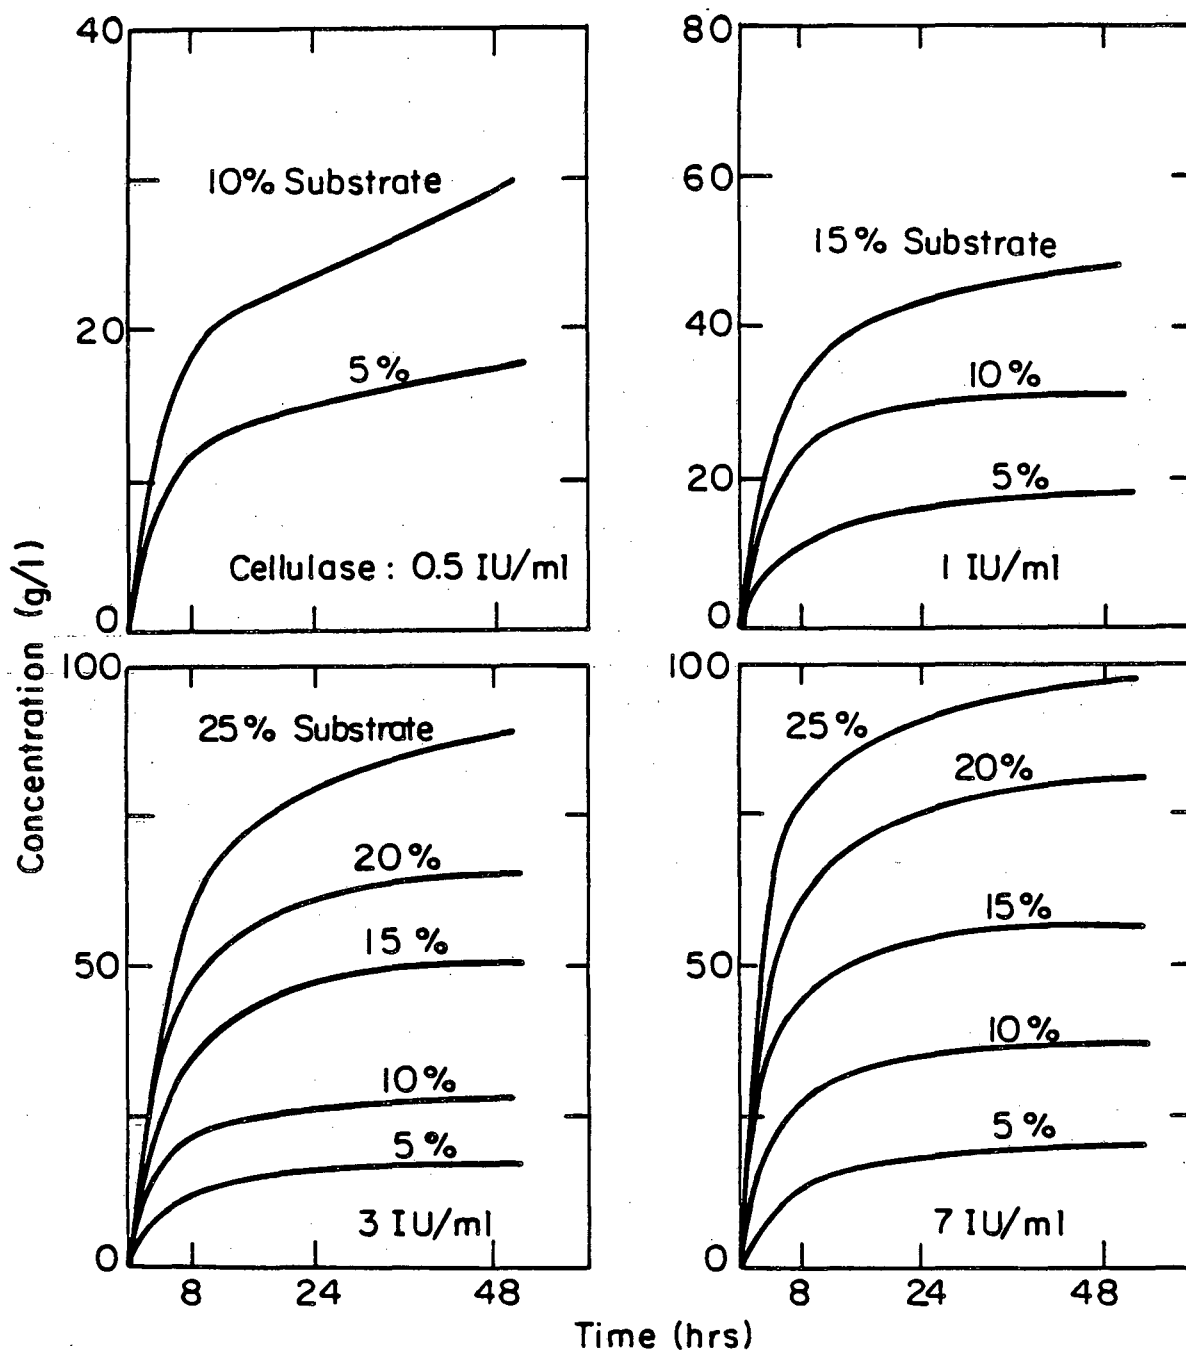 Concentration (g/l)
40
20
0
10% Substrate
5%
Cellulase: 0.5 IU/ml
80
60
40
20
0
15% Substrate
10%
5%
1 IU/ml
100
50
0
25% Substrate
20%
15%
10%
5%
3 IU/ml
8 24 48
100
50
0
25%
20%
15%
10%
5%
7 IU/ml
8 24 48
Time (hrs)